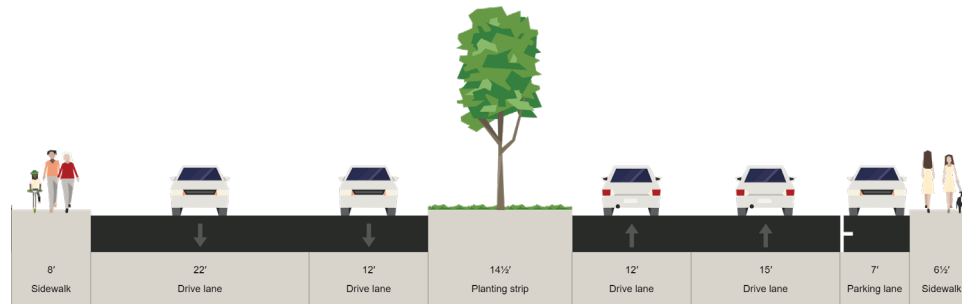 8′ 22′ 12′ 14½′ 12′ 15′ 7′ 6½′
Sidewalk Drive lane Drive lane Planting strip Drive lane Drive lane Parking lane Sidewalk